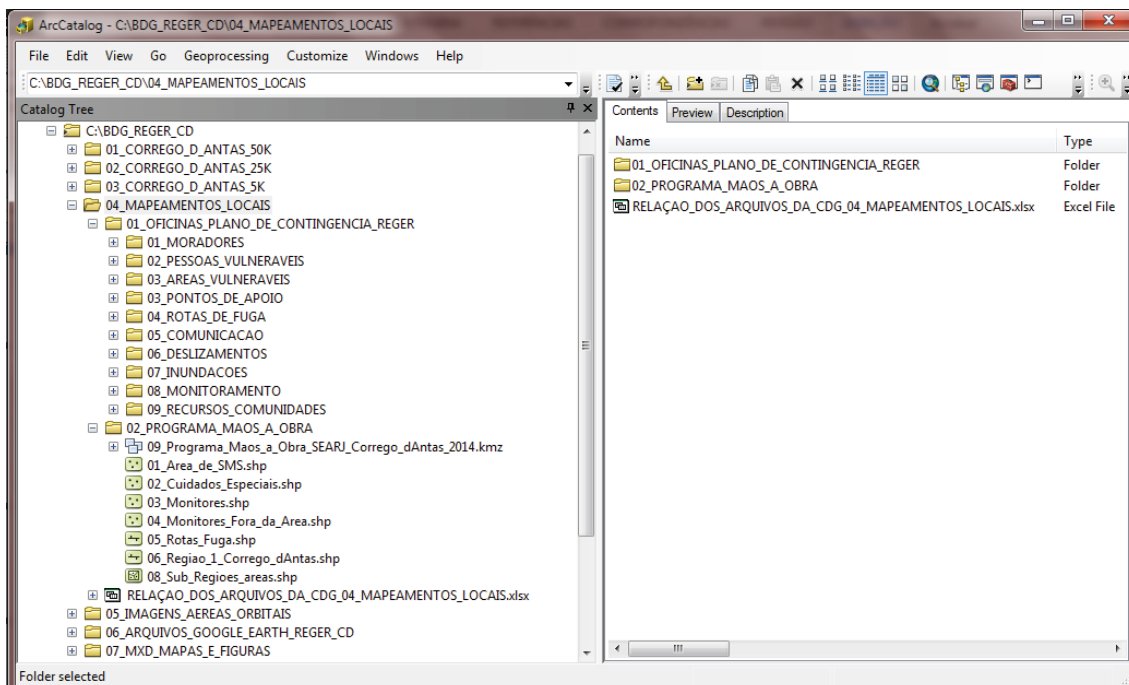 ArcCatalog - C:\BDG_REGER_CD\04_MAPEAMENTOS_LOCAIS
File Edit View Go Geoprocessing Customize Windows Help
C:\BDG_REGER_CD\04_MAPEAMENTOS_LOCAIS
Catalog Tree
C:\BDG_REGER_CD
01_CORREGO_D_ANTAS_50K
02_CORREGO_D_ANTAS_25K
03_CORREGO_D_ANTAS_5K
04_MAPEAMENTOS_LOCAIS
01_OFICINAS_PLANO_DE_CONTINGENCIA_REGER
01_MORADORES
02_PESSOAS_VULNERAVEIS
03_AREAS_VULNERAVEIS
03_PONTOS_DE_APOIO
04_ROTAS_DE_FUGA
05_COMUNICACAO
06_DESLIZAMENTOS
07_INUNDACOES
08_MONITORAMENTO
09_RECURSOS_COMUNIDADES
02_PROGRAMA_MAOS_A_OBRA
09_Programa_Maos_a_Obra_SEARJ_Corrego_dAntas_2014.kmz
01_Area_de_SMS.shp
02_Cuidados_Especiais.shp
03_Monitores.shp
04_Monitores_Fora_da_Area.shp
05_Rotas_Fuga.shp
06_Regiao_1_Corrego_dAntas.shp
08_Sub_Regioes_areas.shp
RELAÇAO_DOS_ARQUIVOS_DA_CDG_04_MAPEAMENTOS_LOCAIS.xlsx
05_IMAGENS_AEREAS_ORBITAIS
06_ARQUIVOS_GOOGLE_EARTH_REGER_CD
07_MXD_MAPAS_E_FIGURAS
Contents Preview Description
Name Type
01_OFICINAS_PLANO_DE_CONTINGENCIA_REGER Folder
02_PROGRAMA_MAOS_A_OBRA Folder
RELAÇAO_DOS_ARQUIVOS_DA_CDG_04_MAPEAMENTOS_LOCAIS.xlsx Excel File
Folder selected